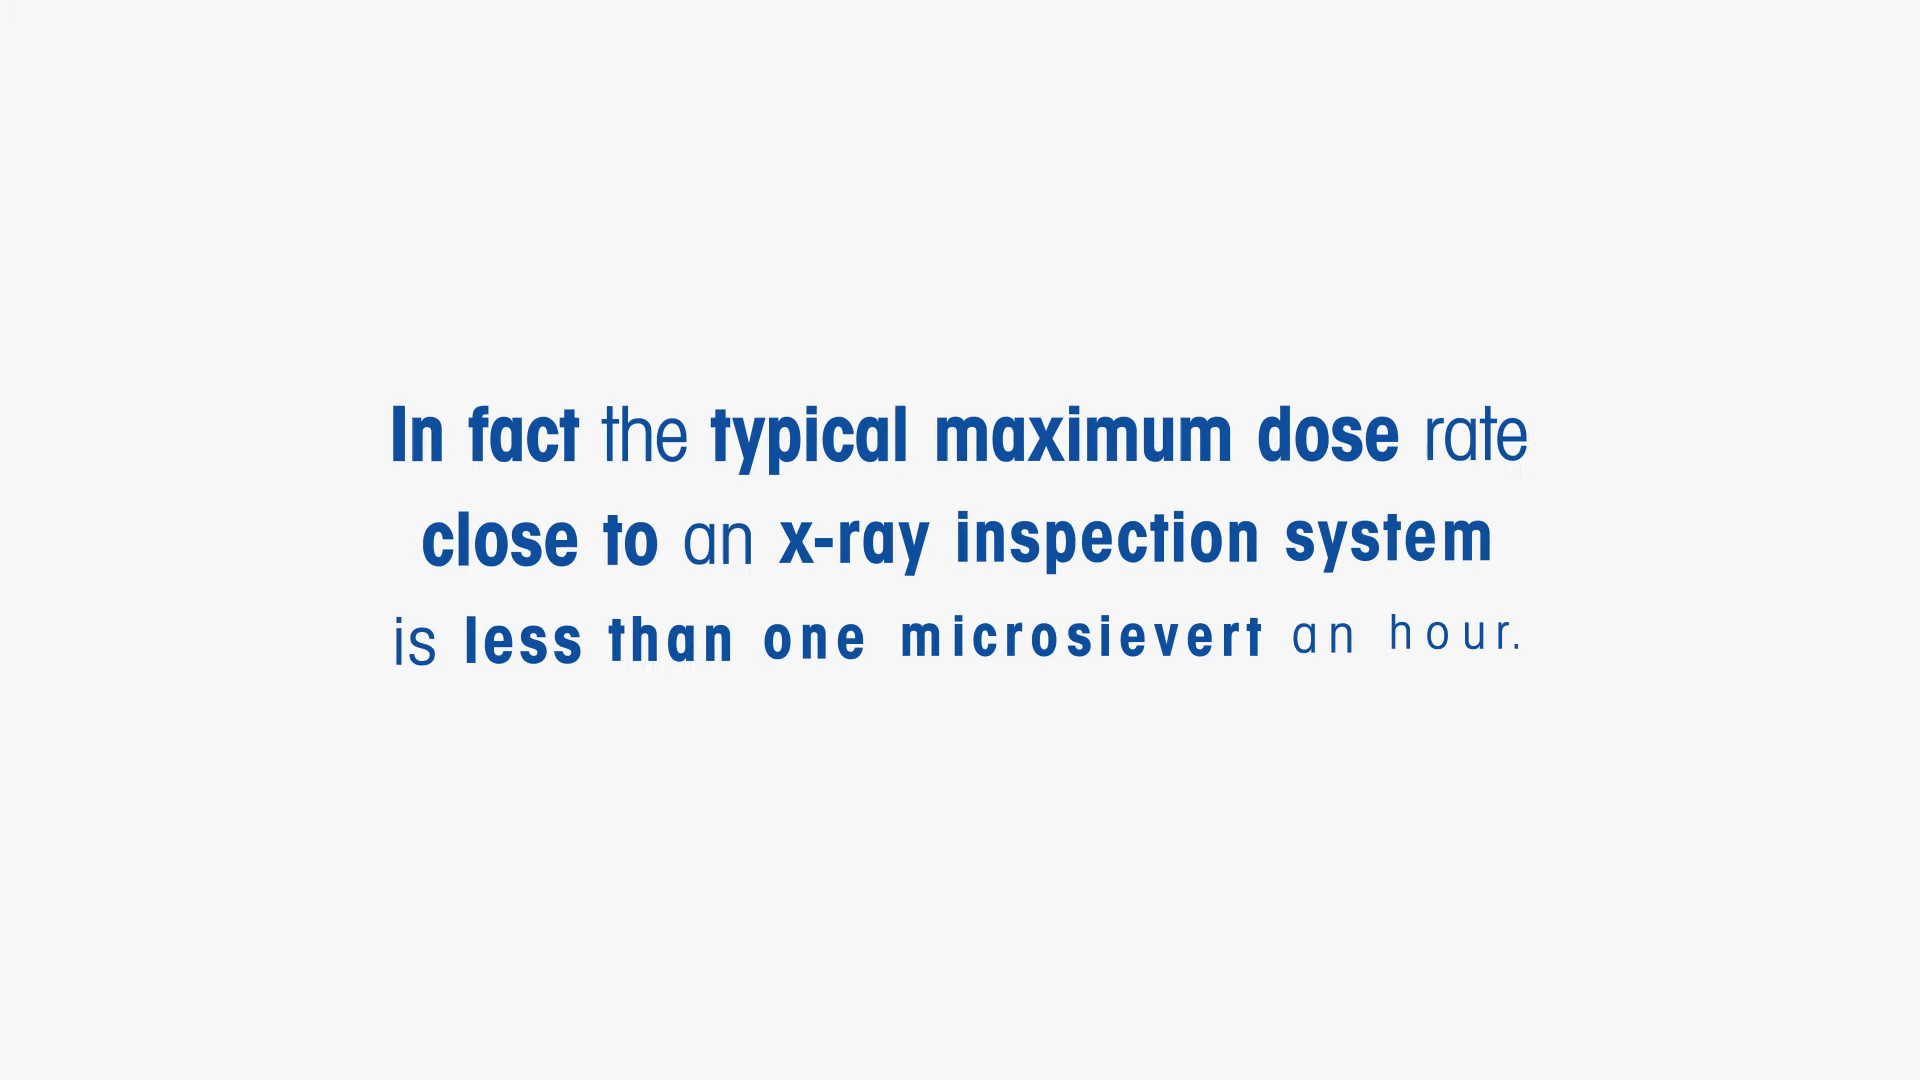 In fact the typical maximum dose rate
close to an x-ray inspection system
is less than one microsievert an hour.